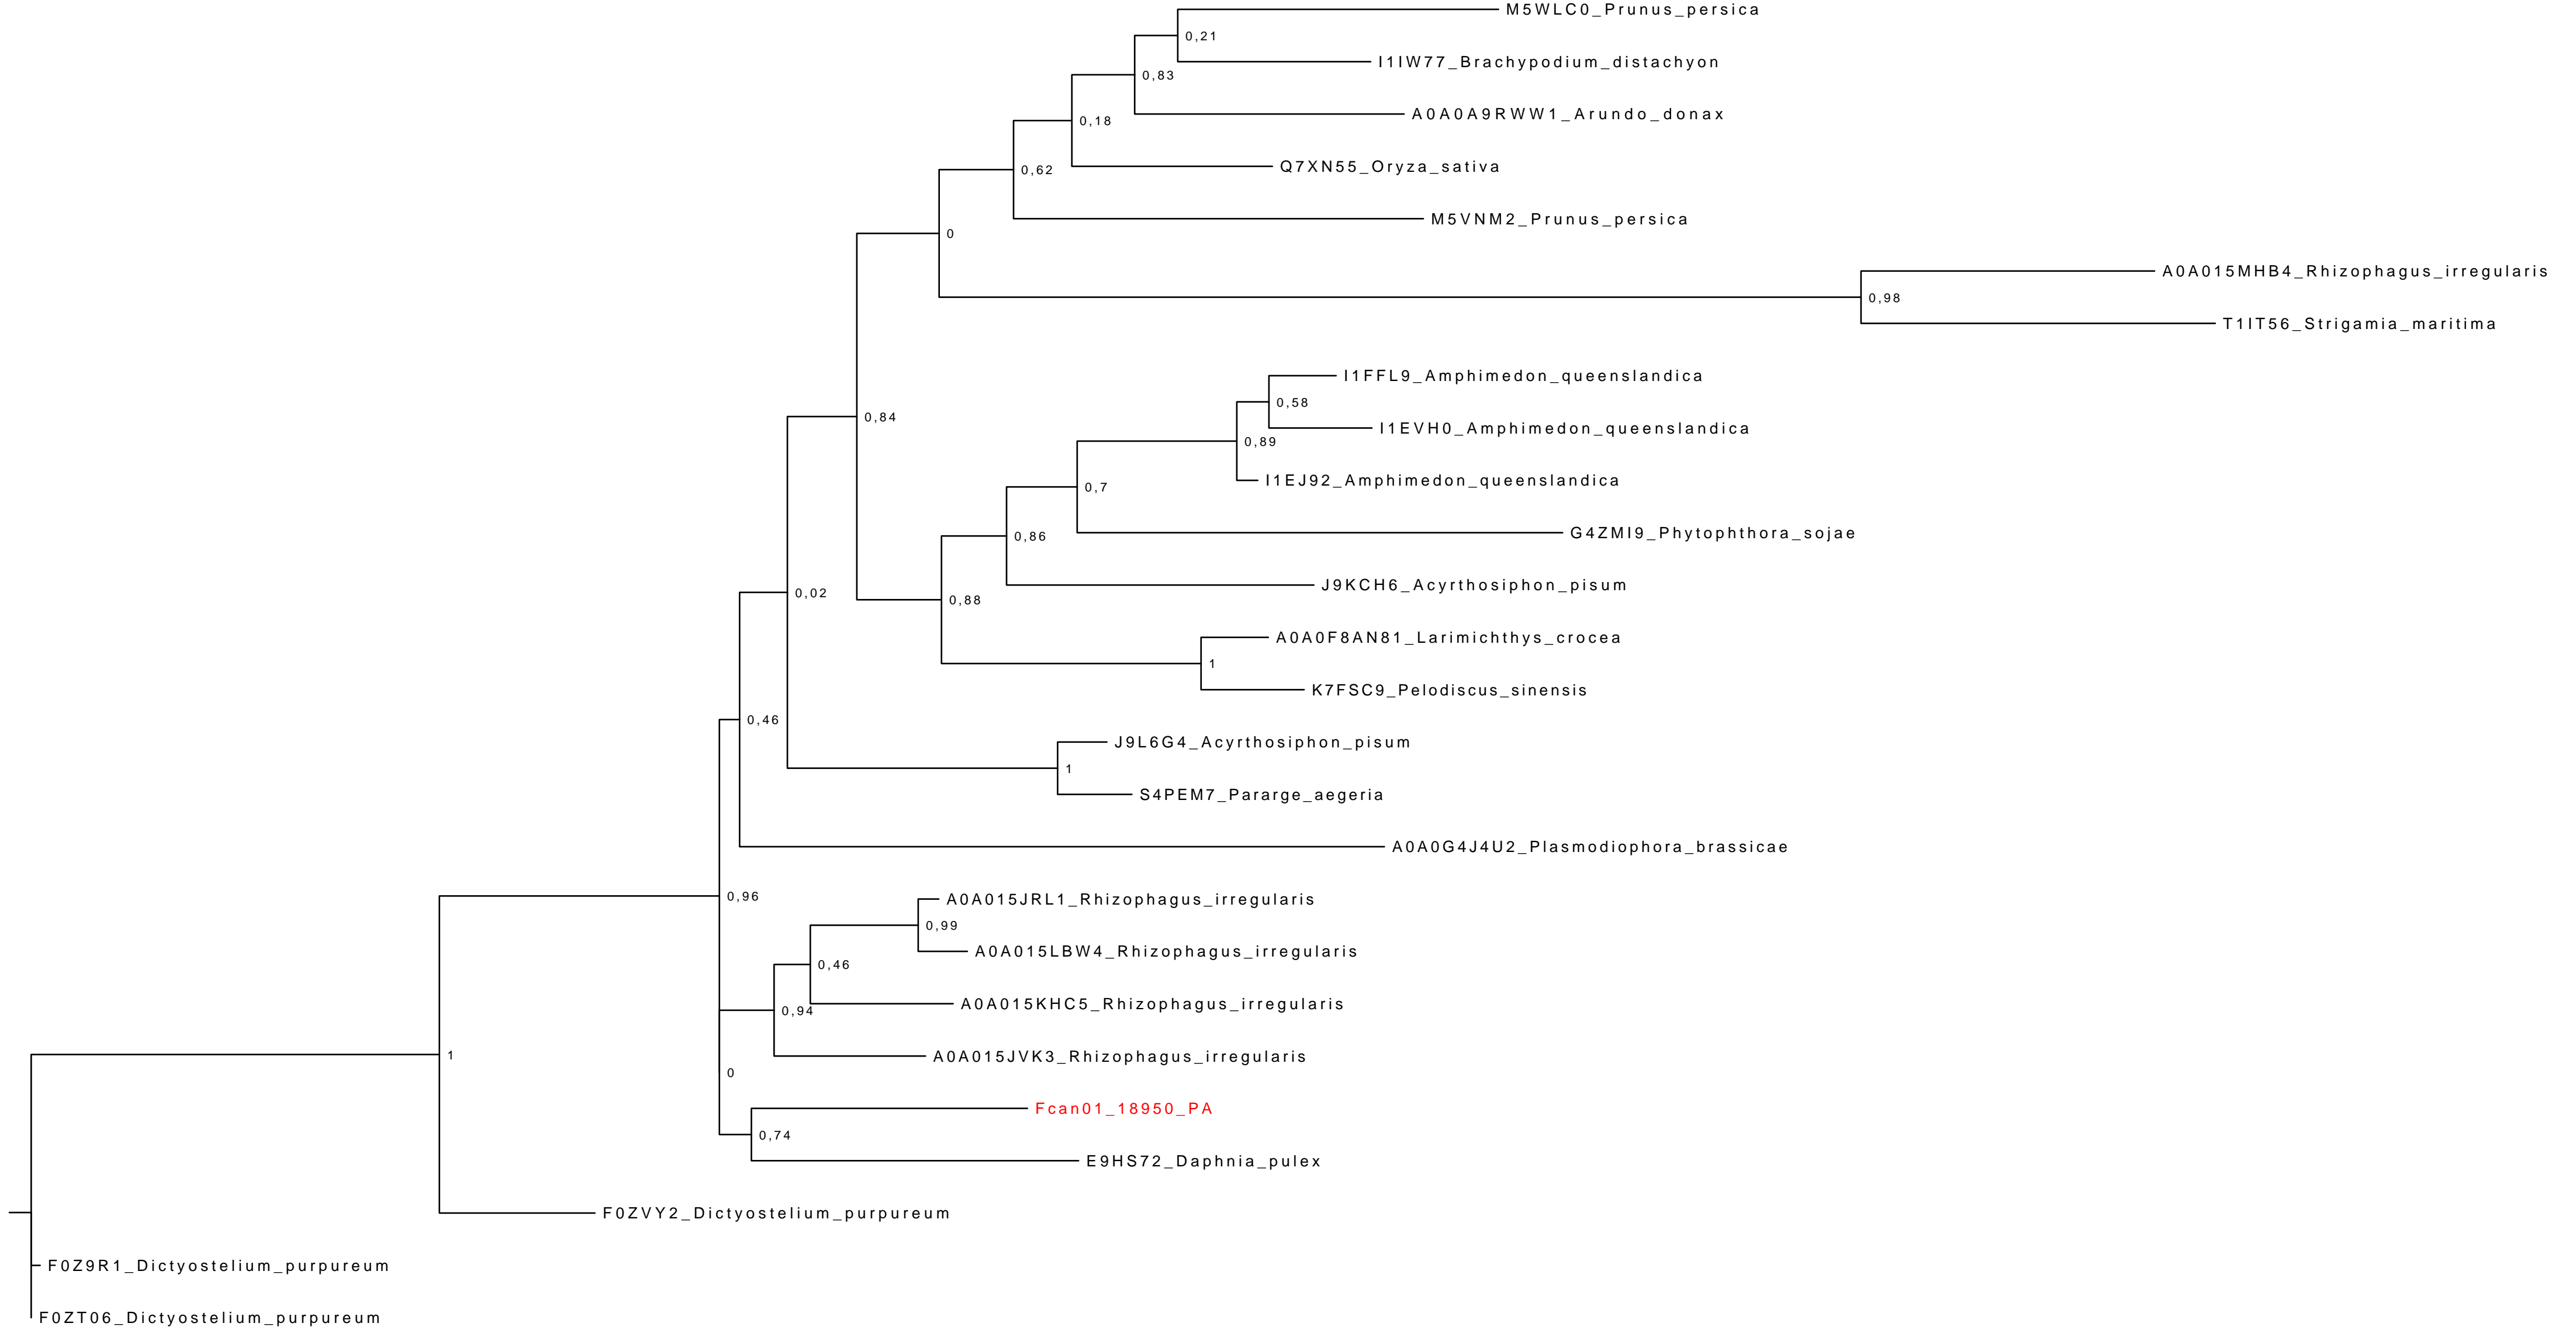 M5WLC0_Prunus_persica
0,21
I1IW77_Brachypodium_distachyon
0,83
A0A0A9RWW1_Arundo_donax
0,18
Q7XN55_Oryza_sativa
0,62
M5VNM2_Prunus_persica
0
A0A015MHB4_Rhizophagus_irregularis
0,98
T1IT56_Strigamia_maritima
I1FFL9_Amphimedon_queenslandica
0,58
0,84
I1EVH0_Amphimedon_queenslandica
0,89
I1EJ92_Amphimedon_queenslandica
0,7
G4ZMI9_Phytophthora_sojae
0,86
J9KCH6_Acyrthosiphon_pisum
0,02
0,88
A0A0F8AN81_Larimichthys_crocea
1
K7FSC9_Pelodiscus_sinensis
0,46
J9L6G4_Acyrthosiphon_pisum
1
S4PEM7_Pararge_aegeria
A0A0G4J4U2_Plasmodiophora_brassicae
0,96
A0A015JRL1_Rhizophagus_irregularis
0,99
A0A015LBW4_Rhizophagus_irregularis
0,46
A0A015KHC5_Rhizophagus_irregularis
0,94
1
A0A015JVK3_Rhizophagus_irregularis
0
Fcan01_18950_PA
0,74
E9HS72_Daphnia_pulex
F0ZVY2_Dictyostelium_purpureum
F0Z9R1_Dictyostelium_purpureum
F0ZT06_Dictyostelium_purpureum